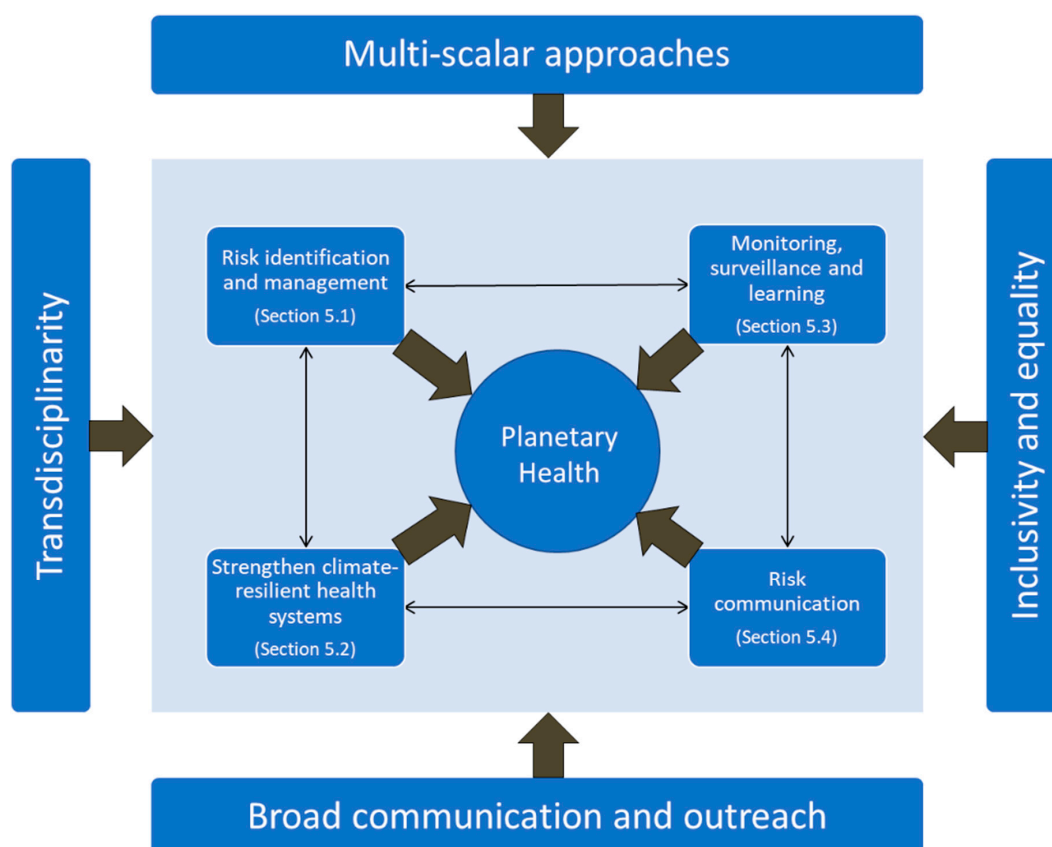 Multi-scalar approaches
Transdisciplinarity
Risk identification
and management
(Section 5.1)
Monitoring,
surveillance and
learning
(Section 5.3)
Planetary
Health
Strengthen climate-
resilient health
systems
(Section 5.2)
Risk
communication
(Section 5.4)
Inclusivity and equality
Broad communication and outreach